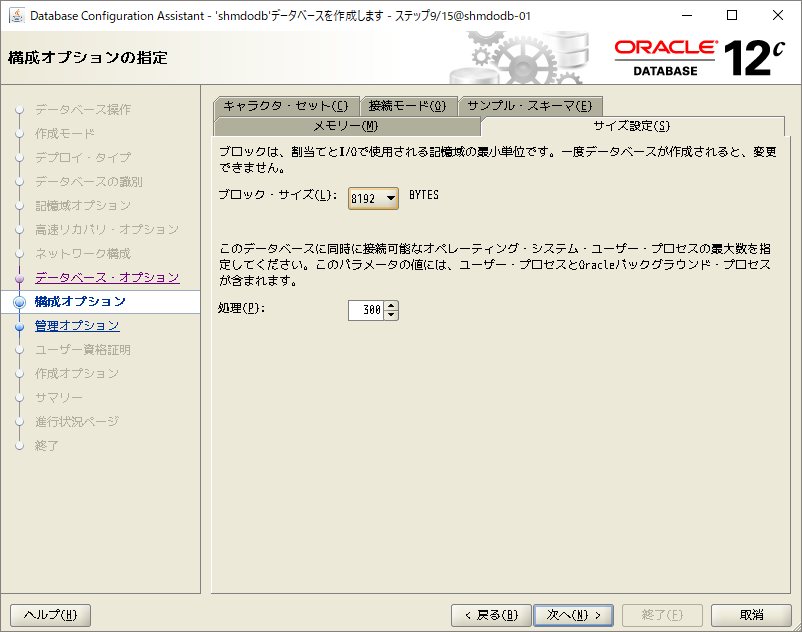 Database Configuration Assistant - 'shmdodb'データベースを作成します - ステップ9/15@shmdodb-01
構成オプションの指定
ORACLE
DATABASE
12c
データベース操作
作成モード
デプロイ・タイプ
データベースの識別
記憶域オプション
高速リカバリ・オプション
ネットワーク構成
データベース・オプション
構成オプション
管理オプション
ユーザー資格証明
作成オプション
サマリー
進行状況ページ
終了
キャラクタ・セット(C)
接続モード(O)
サンプル・スキーマ(E)
メモリー(M)
サイズ設定(S)
ブロックは、割当てとI/Oで使用される記憶域の最小単位です。一度データベースが作成されると、変更
できません。
ブロック・サイズ(L): 8192 BYTES
このデータベースに同時に接続可能なオペレーティング・システム・ユーザー・プロセスの最大数を指
定してください。このパラメータの値には、ユーザー・プロセスとOracleバックグラウンド・プロセス
が含まれます。
処理(P): 300
ヘルプ(H)
< 戻る(B)
次へ(N) >
終了(F)
取消